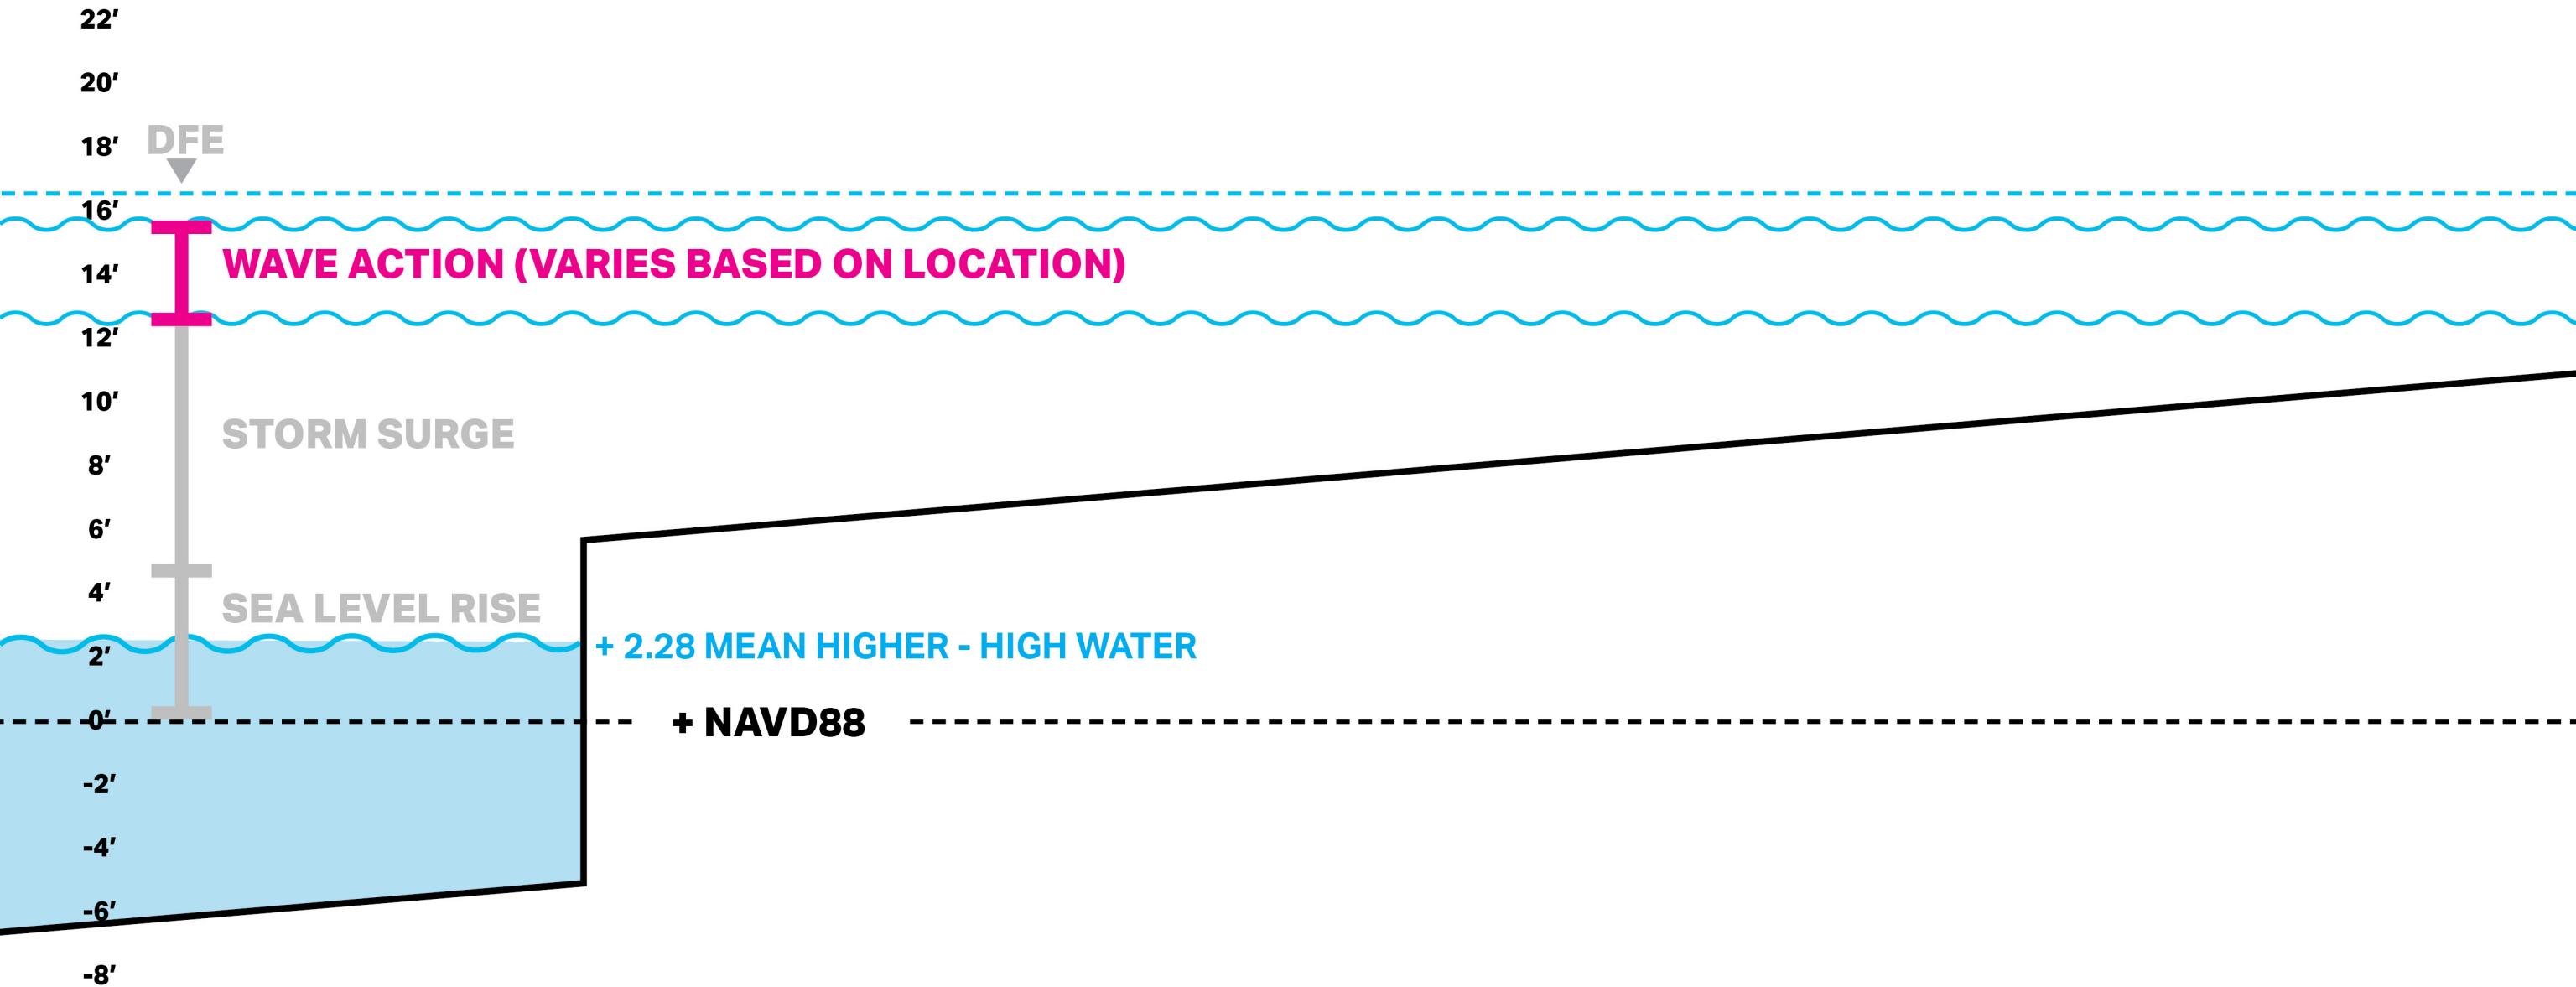 22′
20′
DFE
18′
16′
WAVE ACTION (VARIES BASED ON LOCATION)
14′
12′
10′
STORM SURGE
8′
6′
4′
SEA LEVEL RISE
+ 2.28 MEAN HIGHER - HIGH WATER
2′
0′
+ NAVD88
-2′
-4′
-6′
-8′